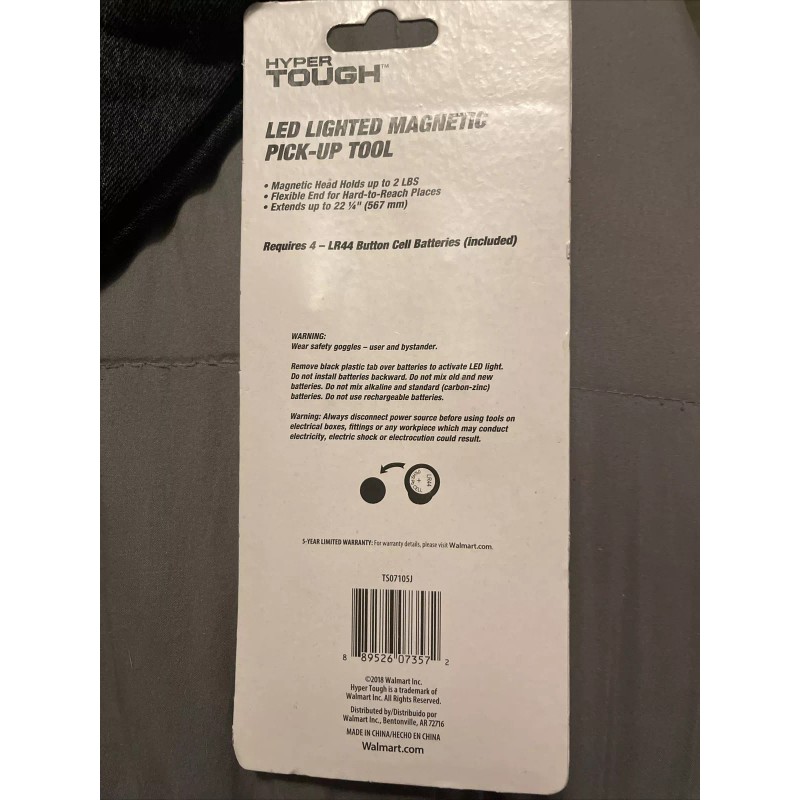 HYPER
TOUGH™
LED LIGHTED MAGNETIC
PICK-UP TOOL
• Magnetic Head Holds up to 2 LBS
• Flexible End for Hard-to-Reach Places
• Extends up to 22 ¼" (567 mm)
Requires 4 – LR44 Button Cell Batteries (included)
WARNING:
Wear safety goggles – user and bystander.
Remove black plastic tab over batteries to activate LED light.
Do not install batteries backward. Do not mix old and new
batteries. Do not mix alkaline and standard (carbon-zinc)
batteries. Do not use rechargeable batteries.
Warning: Always disconnect power source before using tools on
electrical boxes, fittings or any workpiece which may conduct
electricity, electric shock or electrocution could result.
LR44
+
5-YEAR LIMITED WARRANTY: For warranty details, please visit Walmart.com.
TS07105J
8 89526 07357 2
©2018 Walmart Inc.
Hyper Tough is a trademark of
Walmart Inc. All Rights Reserved.
Distributed by/Distribuido por
Walmart Inc., Bentonville, AR 72716
MADE IN CHINA/HECHO EN CHINA
Walmart.com